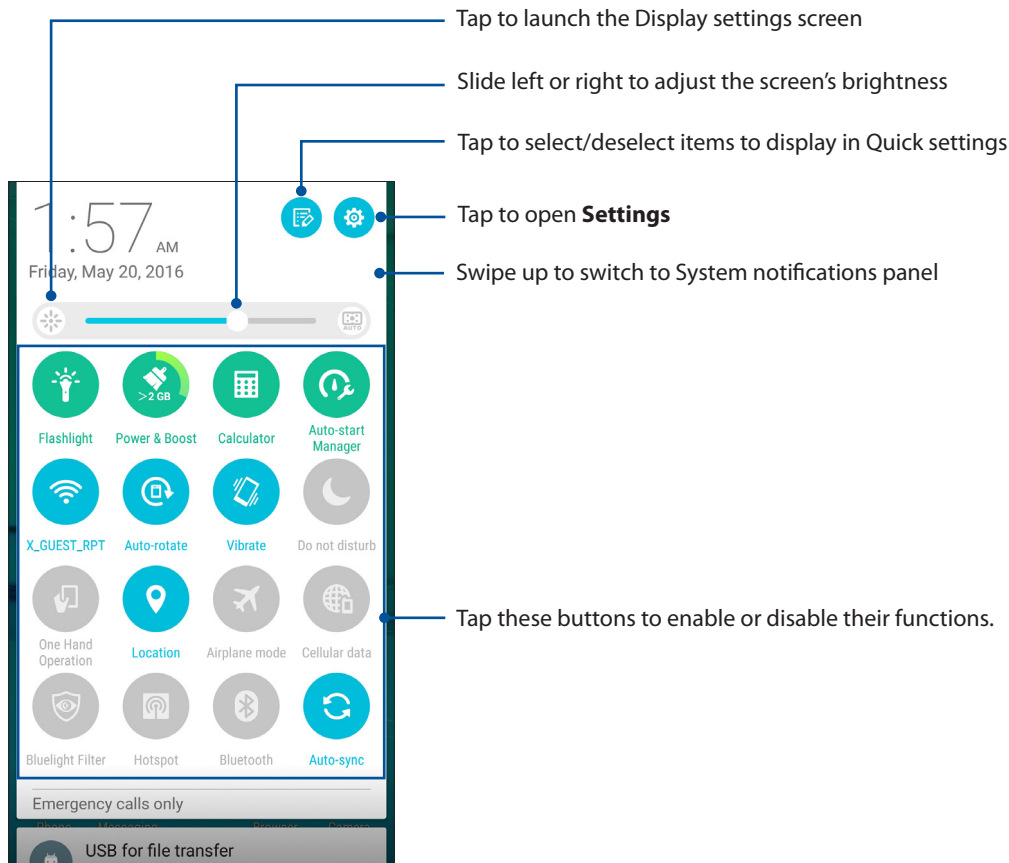 Tap to launch the Display settings screen
Slide left or right to adjust the screen's brightness
Tap to select/deselect items to display in Quick settings
Tap to open Settings
Swipe up to switch to System notifications panel
1:57 AM
Friday, May 20, 2016
AUTO
>2 GB
Flashlight Power & Boost Calculator Auto-start
Manager
X_GUEST_RPT Auto-rotate Vibrate Do not disturb
One Hand
Operation Location Airplane mode Cellular data
Tap these buttons to enable or disable their functions.
Bluelight Filter Hotspot Bluetooth Auto-sync
Emergency calls only
Phone Messaging Browser Camera
USB for file transfer